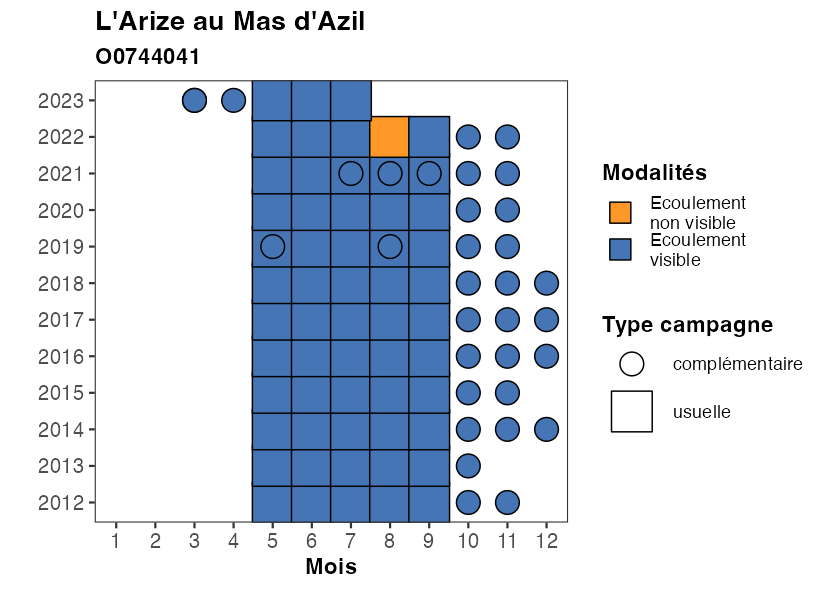 L'Arize au Mas d'Azil
O0744041
2023
2022
2021
2020
2019
2018
2017
2016
2015
2014
2013
2012
1 2 3 4 5 6 7 8 9 10 11 12
Mois
Modalités
Ecoulement
non visible
Ecoulement
visible
Type campagne
complémentaire
usuelle